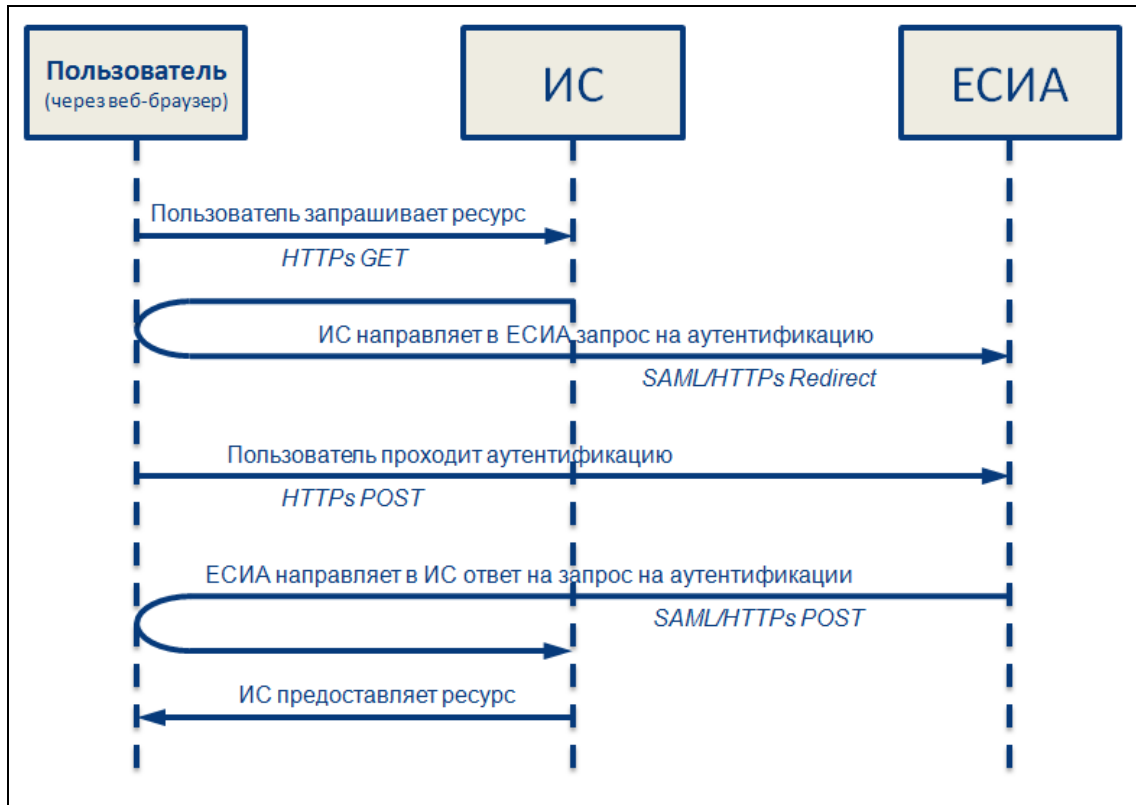 Пользователь
(через веб-браузер)
ИС
ЕСИА
Пользователь запрашивает ресурс
HTTPs GET
ИС направляет в ЕСИА запрос на аутентификацию
SAML/HTTPs Redirect
Пользователь проходит аутентификацию
HTTPs POST
ЕСИА направляет в ИС ответ на запрос на аутентификации
SAML/HTTPs POST
ИС предоставляет ресурс